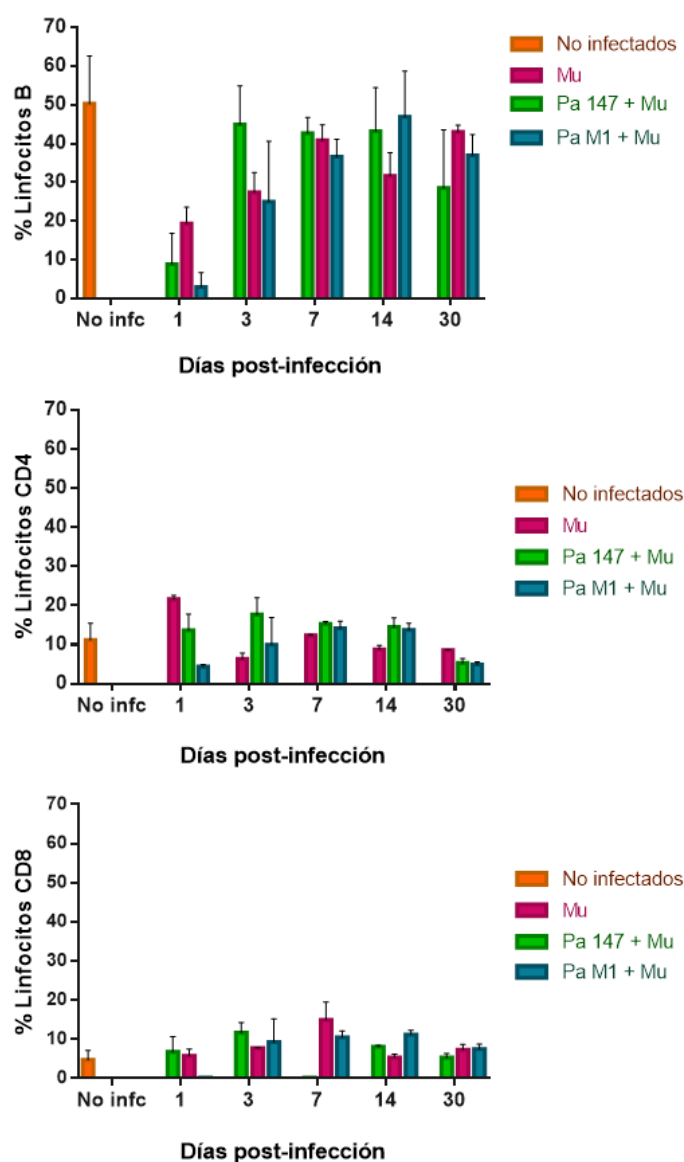 % Linfocitos B
70
60
50
40
30
20
10
0
No infc 1 3 7 14 30
Días post-infección
No infectados
Mu
Pa 147 + Mu
Pa M1 + Mu
% Linfocitos CD4
70
60
50
40
30
20
10
0
No infc 1 3 7 14 30
Días post-infección
No infectados
Mu
Pa 147 + Mu
Pa M1 + Mu
% Linfocitos CD8
70
60
50
40
30
20
10
0
No infc 1 3 7 14 30
Días post-infección
No infectados
Mu
Pa 147 + Mu
Pa M1 + Mu